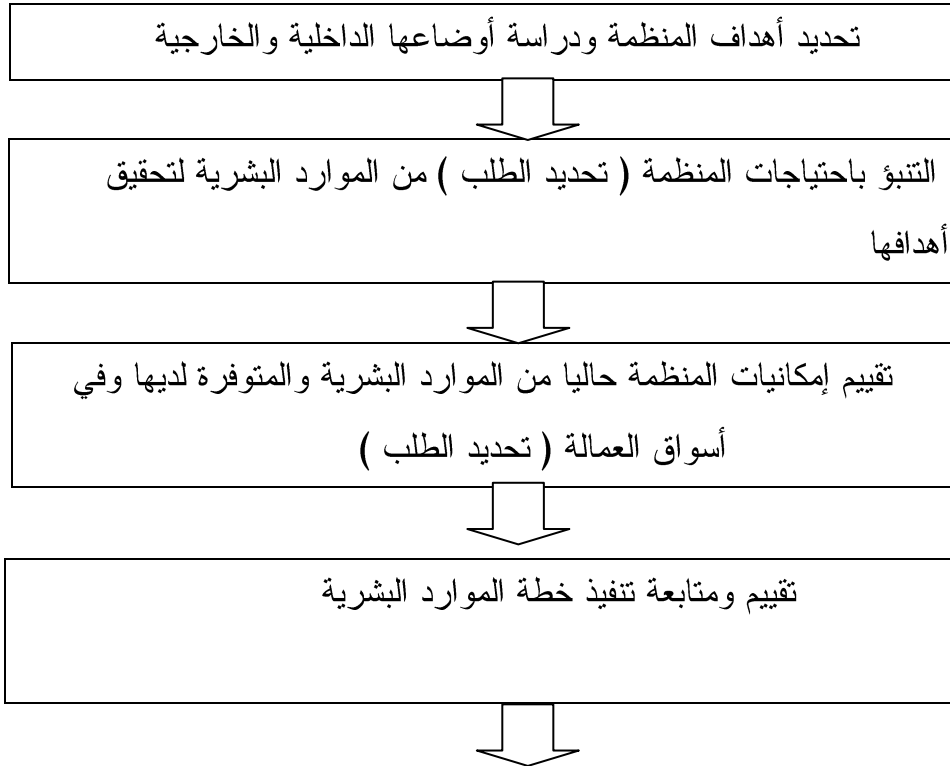 تحديد أهداف المنظمة ودراسة أوضاعها الداخلية والخارجية
التنبؤ باحتياجات المنظمة ( تحديد الطلب ) من الموارد البشرية لتحقيق
أهدافها
تقييم إمكانيات المنظمة حاليا من الموارد البشرية والمتوفرة لديها وفي
أسواق العمالة ( تحديد الطلب )
تقييم ومتابعة تنفيذ خطة الموارد البشرية